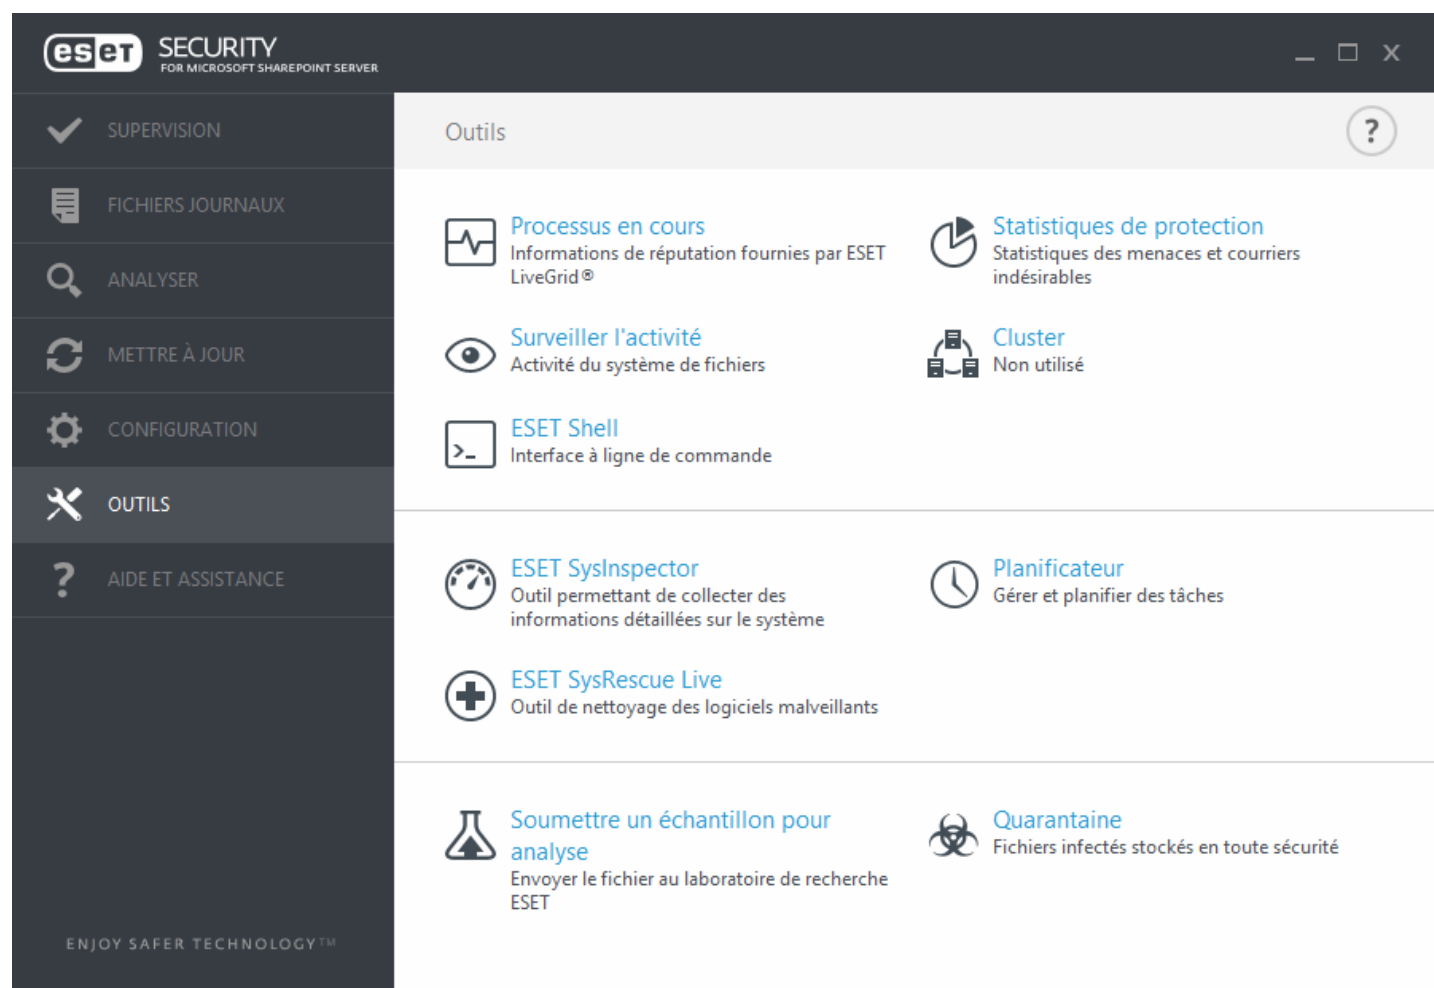 eset SECURITY
FOR MICROSOFT SHAREPOINT SERVER
SUPERVISION
FICHIERS JOURNAUX
ANALYSER
METTRE À JOUR
CONFIGURATION
OUTILS
AIDE ET ASSISTANCE
ENJOY SAFER TECHNOLOGY™
Outils
?
Processus en cours
Informations de réputation fournies par ESET
LiveGrid®
Statistiques de protection
Statistiques des menaces et courriers
indésirables
Surveiller l'activité
Activité du système de fichiers
Cluster
Non utilisé
ESET Shell
Interface à ligne de commande
ESET SysInspector
Outil permettant de collecter des
informations détaillées sur le système
Planificateur
Gérer et planifier des tâches
ESET SysRescue Live
Outil de nettoyage des logiciels malveillants
Soumettre un échantillon pour
analyse
Envoyer le fichier au laboratoire de recherche
ESET
Quarantaine
Fichiers infectés stockés en toute sécurité